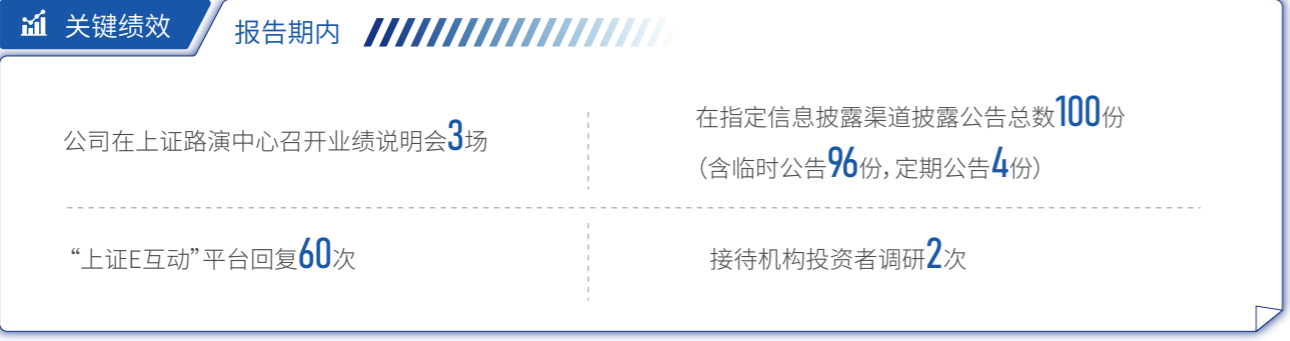 关键绩效
报告期内
公司在上证路演中心召开业绩说明会3场
在指定信息披露渠道披露公告总数100份
（含临时公告96份，定期公告4份）
“上证E互动”平台回复60次
接待机构投资者调研2次